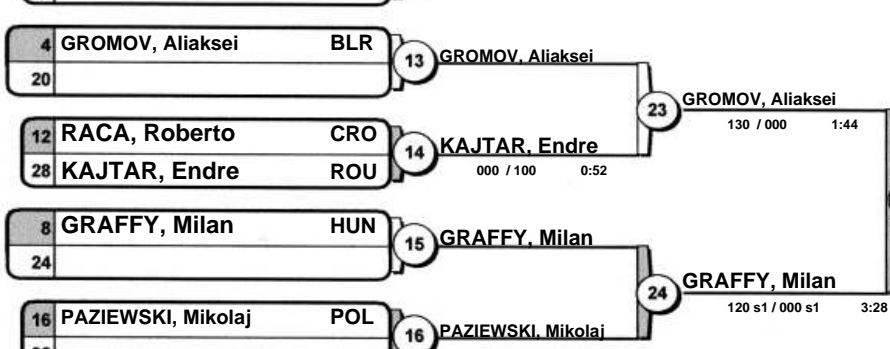 4 GROMOV, Aliaksei BLR
20
13 GROMOV, Aliaksei
23 GROMOV, Aliaksei
130 / 000 1:44
12 RACA, Roberto CRO
28 KAJTAR, Endre ROU
14 KAJTAR, Endre
000 / 100 0:52
8 GRAFFY, Milan HUN
24
15 GRAFFY, Milan
24 GRAFFY, Milan
120 s1 / 000 s1 3:28
16 PAZIEWSKI, Mikolaj POL
16 PAZIEWSKI, Mikolaj